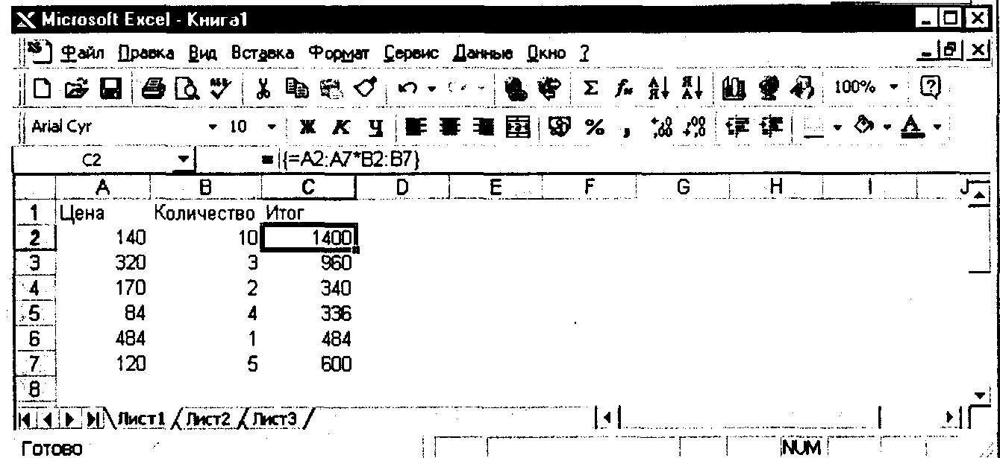 Microsoft Excel - Книга1
Файл Правка Вид Вставка Формат Сервис Данные Окно ?
100%
Arial Cyr 10 Ж К Ч % ,
C2 = {=A2:A7*B2:B7}
A B C D E F G H I J
1 Цена Количество Итог
2 140 10 1400
3 320 3 960
4 170 2 340
5 84 4 336
6 484 1 484
7 120 5 600
8
Лист1 Лист2 Лист3
Готово NUM